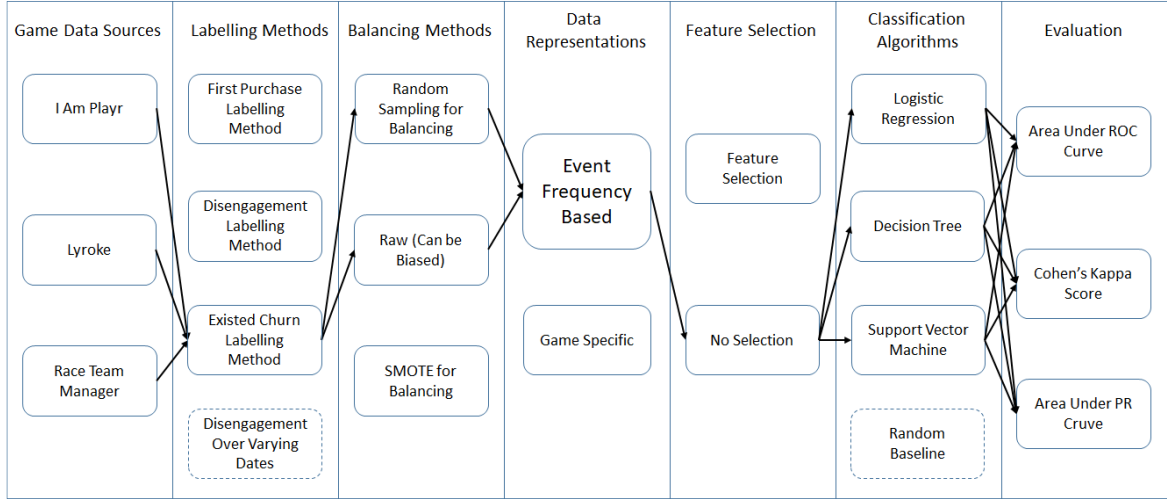 Game Data Sources
Labelling Methods
Balancing Methods
Data
Representations
Feature Selection
Classification
Algorithms
Evaluation
I Am Playr
Lyroke
Race Team
Manager
First Purchase
Labelling
Method
Disengagement
Labelling
Method
Existed Churn
Labelling
Method
Disengagement
Over Varying
Dates
Random
Sampling for
Balancing
Raw (Can be
Biased)
SMOTE for
Balancing
Event
Frequency
Based
Game Specific
Feature
Selection
No Selection
Logistic
Regression
Decision Tree
Support Vector
Machine
Random
Baseline
Area Under ROC
Curve
Cohen's Kappa
Score
Area Under PR
Cruve